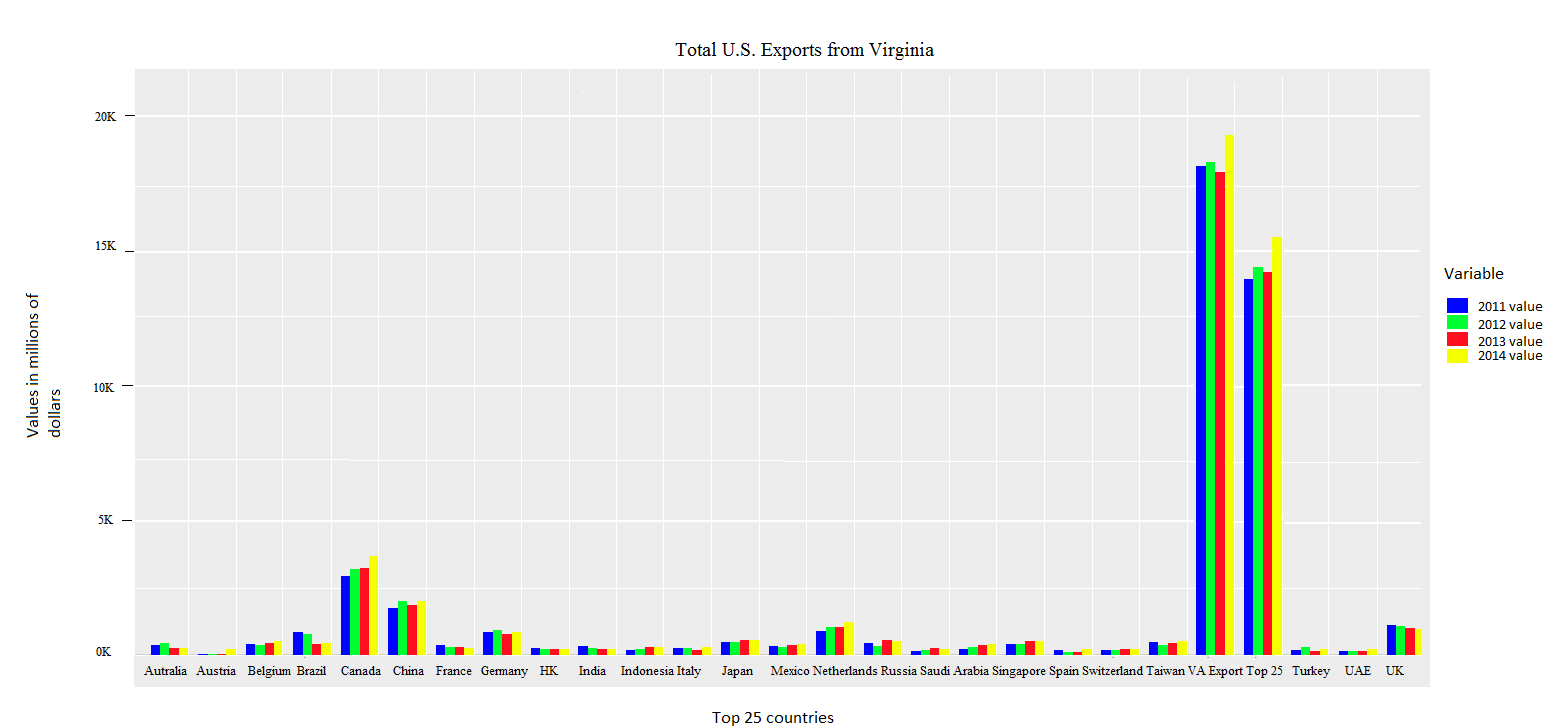 Total U.S. Exports from Virginia
20K
15K
10K
5K
0K
Values in millions of
dollars
Autralia Austria Belgium Brazil Canada China France Germany HK India Indonesia Italy Japan Mexico Netherlands Russia Saudi Arabia Singapore Spain Switzerland Taiwan VA Export Top 25 Turkey UAE UK
Top 25 countries
Variable
2011 value
2012 value
2013 value
2014 value